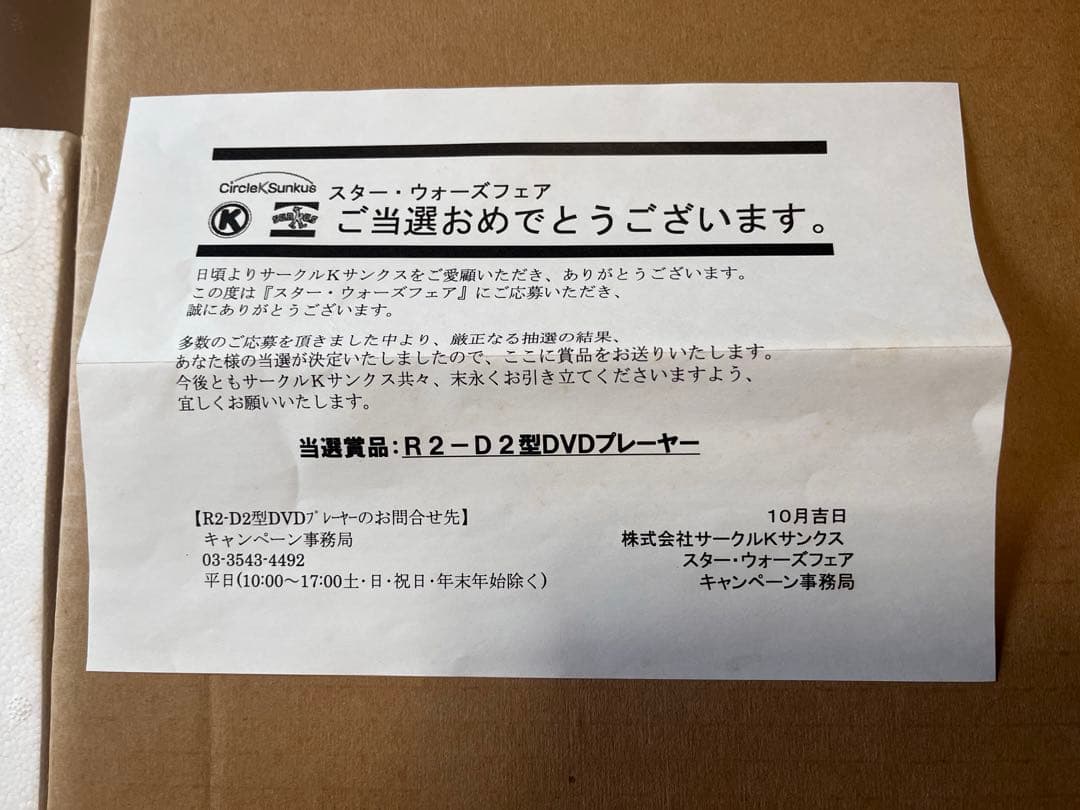 CircleKSunkus
スター・ウォーズフェア
K
sunkus
ご当選おめでとうございます。
日頃よりサークルＫサンクスをご愛顧いただき、ありがとうございます。
この度は『スター・ウォーズフェア』にご応募いただき、
誠にありがとうございます。
多数のご応募を頂きました中より、厳正なる抽選の結果、
あなた様の当選が決定いたしましたので、ここに賞品をお送りいたします。
今後ともサークルＫサンクス共々、末永くお引き立てくださいますよう、
宜しくお願いいたします。
当選賞品：Ｒ２－Ｄ２型DVDプレーヤー
【R2-D2型DVDﾌﾟﾚｰﾔｰのお問合せ先】
キャンペーン事務局
03-3543-4492
平日(10:00～17:00土・日・祝日・年末年始除く)
１０月吉日
株式会社サークルＫサンクス
スター・ウォーズフェア
キャンペーン事務局